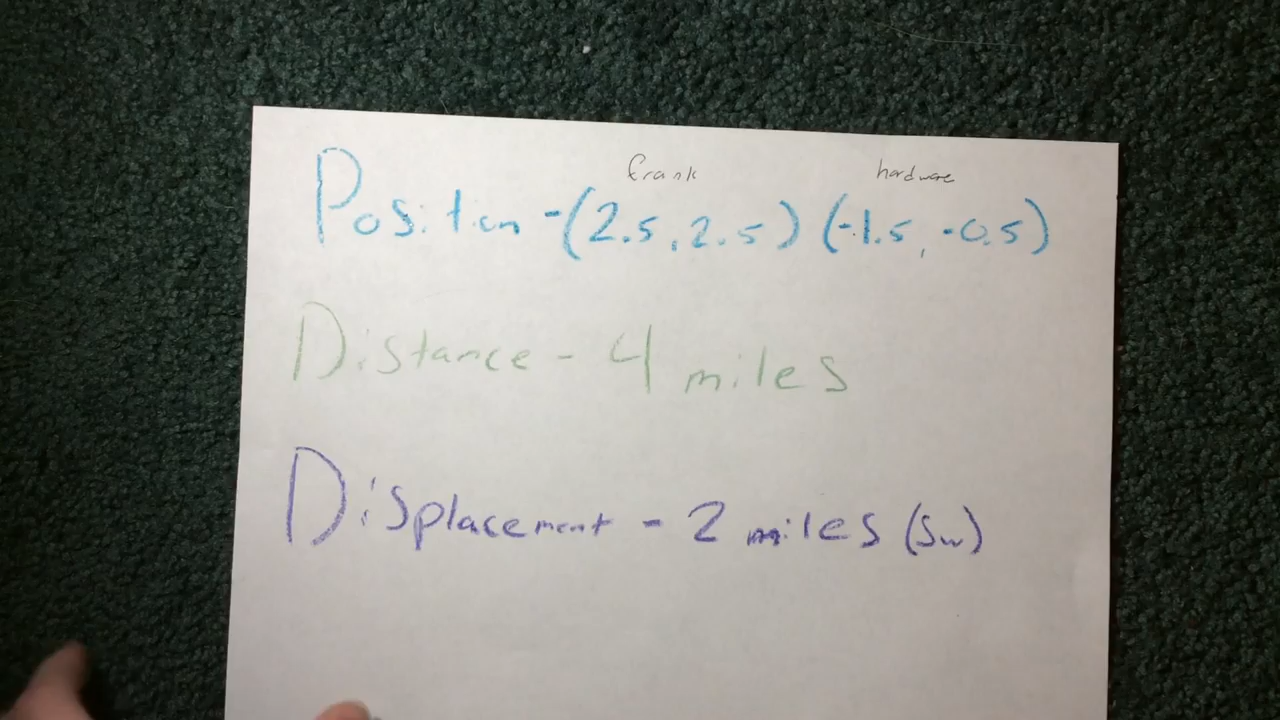 frank hardware
Position -(2.5, 2.5) (-1.5, -0.5)
Distance - 4 miles
Displacement - 2 miles (Sw)